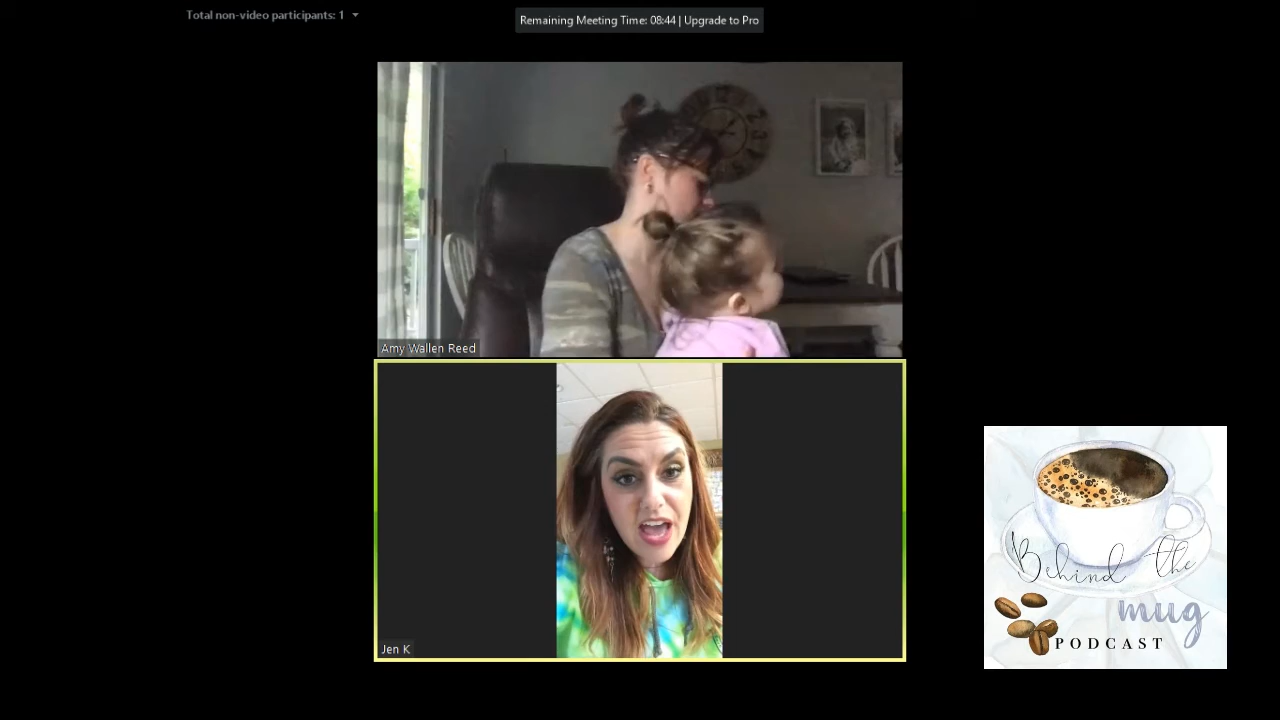 Total non-video participants: 1
Remaining Meeting Time: 08:44 | Upgrade to Pro
Amy Wallen Reed
Jen K
Behind the
mug
PODCAST